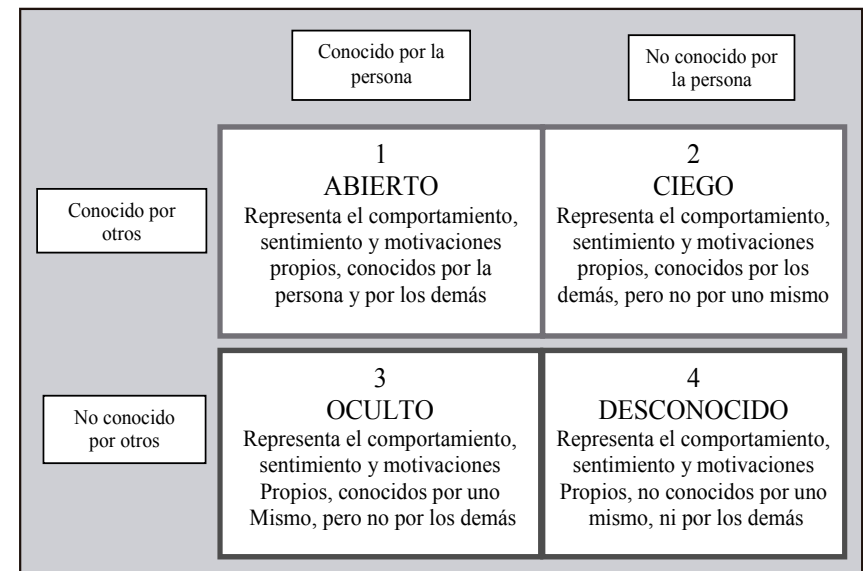 Conocido por la
persona
No conocido por
la persona
Conocido por
otros
1
ABIERTO
Representa el comportamiento,
sentimiento y motivaciones
propios, conocidos por la
persona y por los demás
2
CIEGO
Representa el comportamiento,
sentimiento y motivaciones
propios, conocidos por los
demás, pero no por uno mismo
No conocido
por otros
3
OCULTO
Representa el comportamiento,
sentimiento y motivaciones
Propios, conocidos por uno
Mismo, pero no por los demás
4
DESCONOCIDO
Representa el comportamiento,
sentimiento y motivaciones
Propios, no conocidos por uno
mismo, ni por los demás